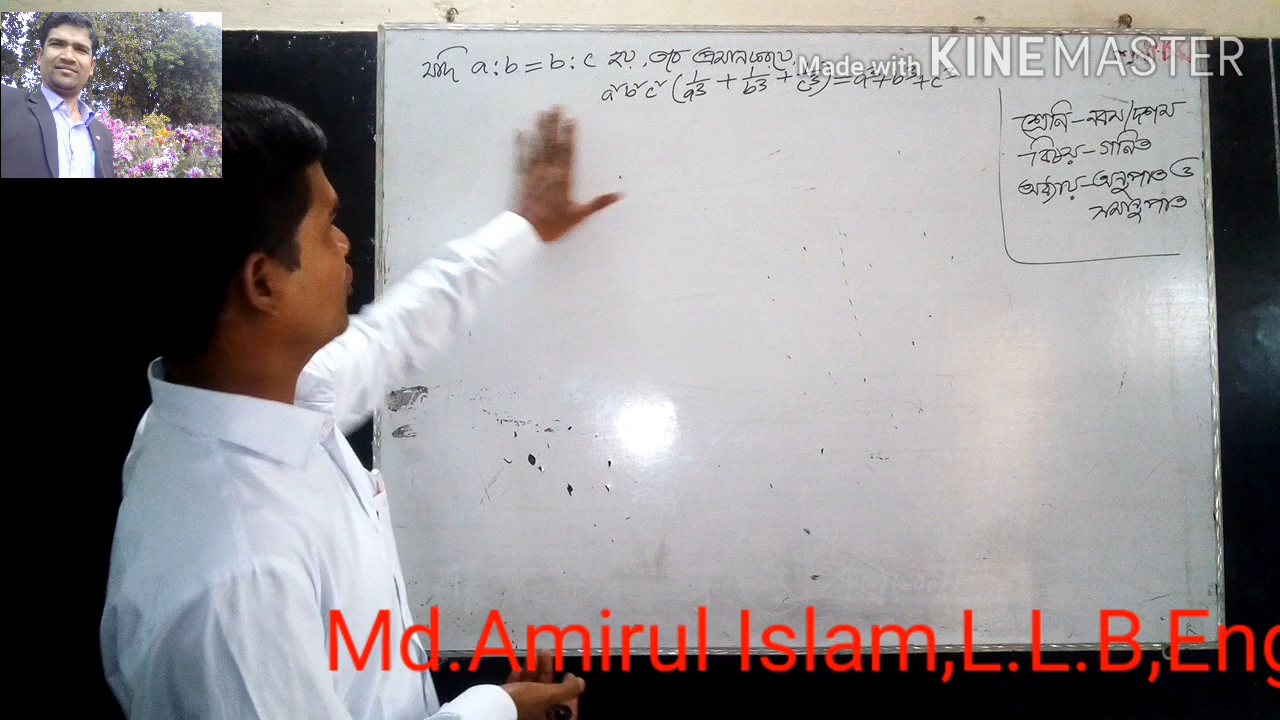 যদি a : b = b : c হয়, তবে প্রমাণ কর যে,
a²b²c² (1/a³ + 1/b³ + 1/c³) = a³+b³+c³
Made with KINEMASTER
শ্রেনি - নবম/দশম
বিষয় - গনিত
অধ্যায় - অনুপাত ও
সমানুপাত
Md.Amirul Islam,L.L.B,Eng